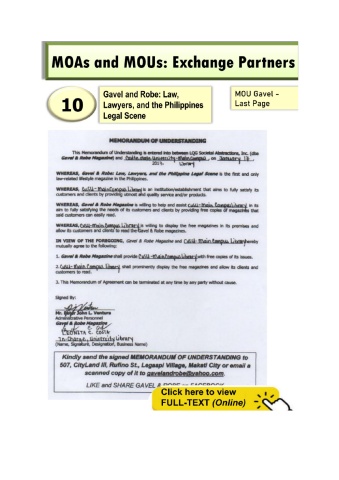 MOAs and MOUs: Exchange Partners
10
Gavel and Robe: Law,
Lawyers, and the Philippines
Legal Scene
MOU Gavel –
Last Page
MEMORANDUM OF UNDERSTANDING
This Memorandum of Understanding is entered into between LQG Societal Abstractions, Inc. (the
Gavel & Robe Magazine) and University-Main Campus, on January
WHEREAS, Gavel & Robe: Law, Lawyers, and the Philippine Legal Scene is the first and only
law-related lifestyle magazine in the Philippines.
WHEREAS, CvSU-Main Campus Library is an institution/establishment that aims to fully satisfy its
customers and clients by providing utmost and quality service and/or products.
WHEREAS, Gavel & Robe Magazine is willing to help and assist CvSU-Main Campus Library in its
aim to fully satisfying the needs of its customers and clients by providing free copies of magazines that
said customers can easily read.
WHEREAS, CvSU-Main Campus Library is willing to display the free magazines in its premises and
allow its customers and clients to read the Gavel & Robe magazines.
IN VIEW OF THE FOREGOING, Gavel & Robe Magazine and CvSU-Main Campus Library hereby
mutually agree to the following:
1. Gavel & Robe Magazine shall provide CvSU-Main Campus Library with free copies of its issues.
2. CvSU-Main Campus Library shall prominently display the free magazines and allow its clients and
customers to read.
3. This Memorandum of Agreement can be terminated at any time by any party without cause.
Signed By:
Mr. John L. Ventura
Administrative Personnel
Gavel & Robe Magazine
LEONITA C. COSA
In-Charge, University Library
(Name, Signature, Designation, Business Name)
Kindly send the signed MEMORANDUM OF UNDERSTANDING to
507, CityLand III, Rufino St., Legaspi Village, Makati City or email a
scanned copy of it to gavelandrobe@yahoo.com.
LIKE and SHARE GAVEL & ROBE on FACEBOOK
Click here to view
FULL-TEXT (Online)